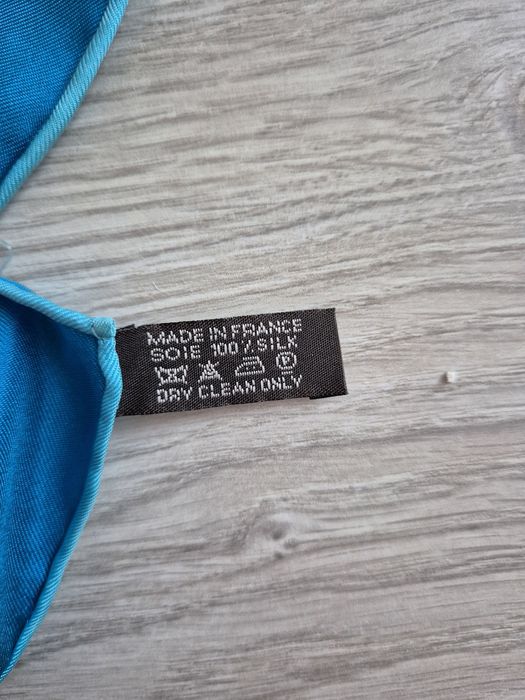 MADE IN FRANCE
SOIE 100% SILK
P
DRY CLEAN ONLY